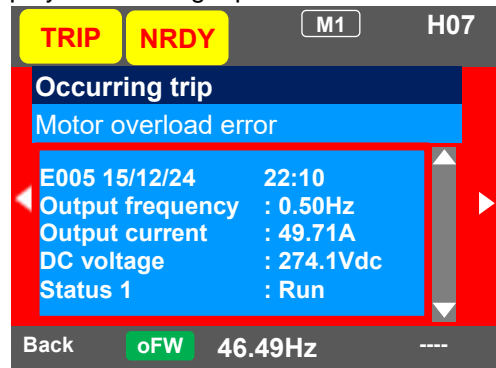 TRIP NRDY M1 H07
Occurring trip
Motor overload error
E005 15/12/24 22:10
Output frequency : 0.50Hz
Output current : 49.71A
DC voltage : 274.1Vdc
Status 1 : Run
Back oFW 46.49Hz ----